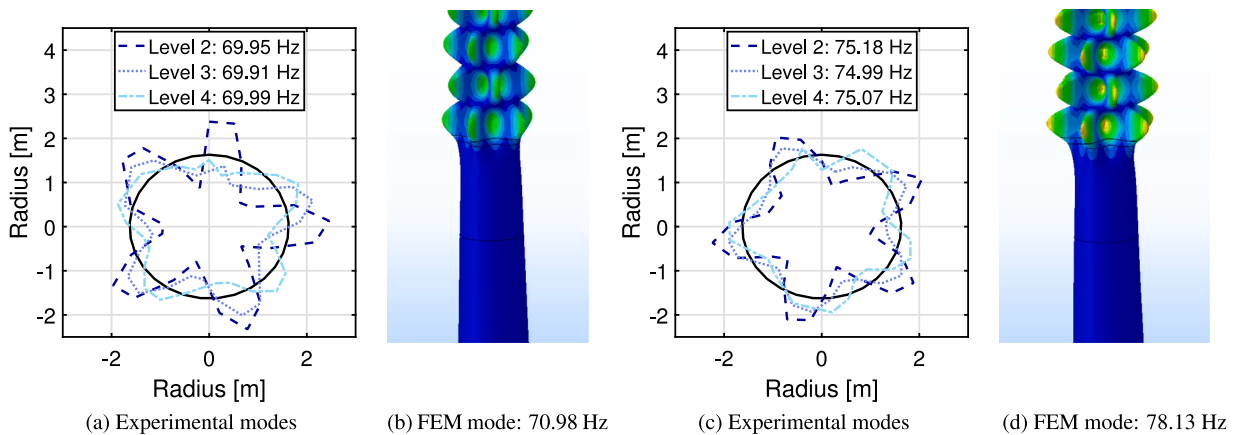 Level 2: 69.95 Hz
Level 3: 69.91 Hz
Level 4: 69.99 Hz
4
3
2
1
0
-1
-2
Radius [m]
-2 0 2
Radius [m]
(a) Experimental modes
(b) FEM mode: 70.98 Hz
Level 2: 75.18 Hz
Level 3: 74.99 Hz
Level 4: 75.07 Hz
4
3
2
1
0
-1
-2
Radius [m]
-2 0 2
Radius [m]
(c) Experimental modes
(d) FEM mode: 78.13 Hz